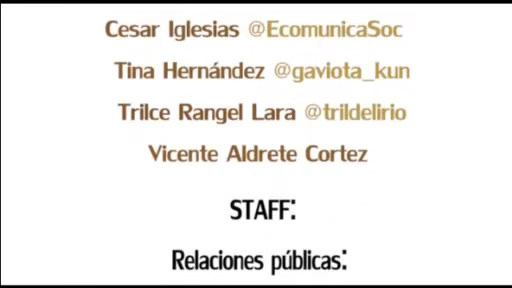 Cesar Iglesias @EcomunicaSoc
Tina Hernández @gaviota_kun
Trilce Rangel Lara @trildelirio
Vicente Aldrete Cortez
STAFF:
Relaciones públicas: